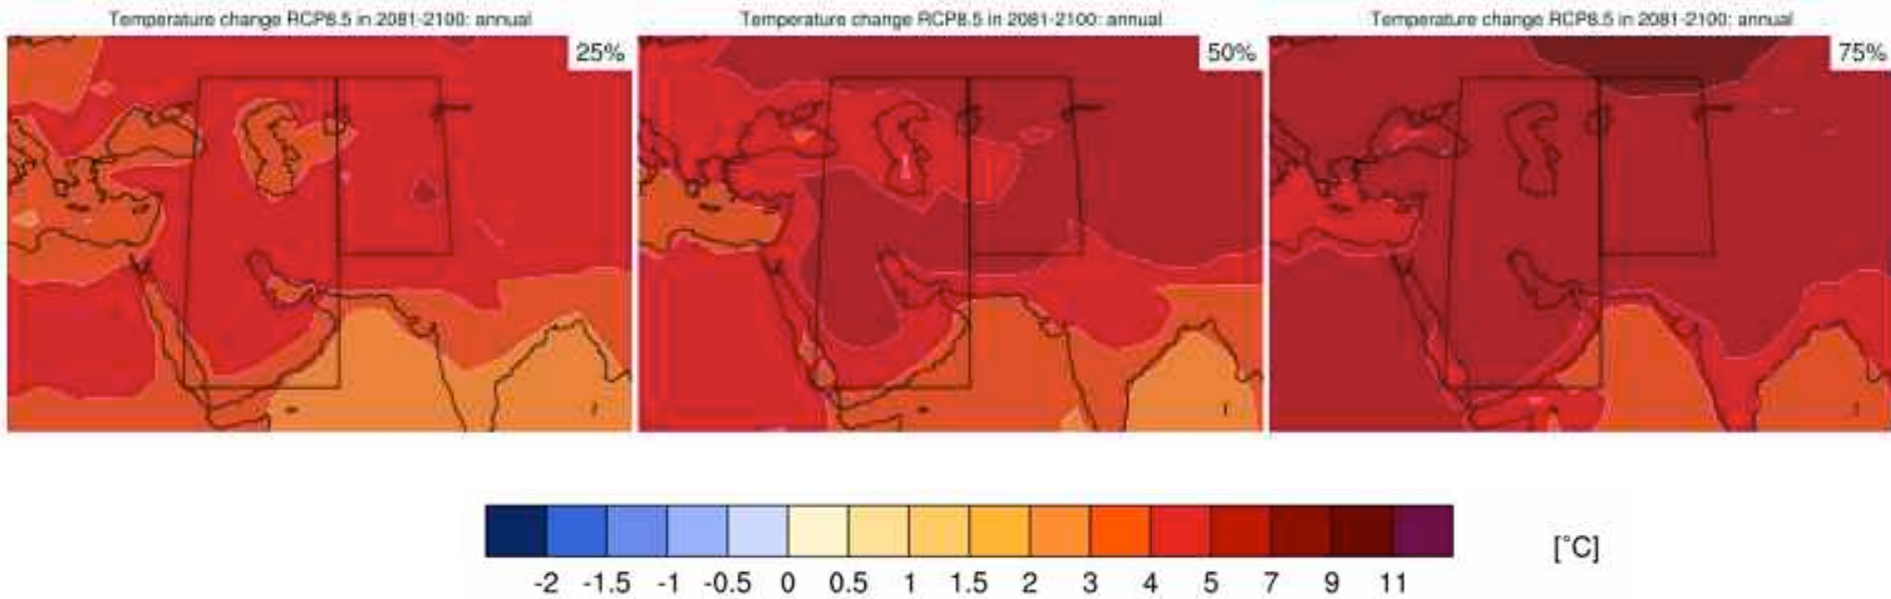 Temperature change RCP8.5 in 2081-2100: annual
Temperature change RCP8.5 in 2081-2100: annual
Temperature change RCP8.5 in 2081-2100: annual
25%
50%
75%
-2 -1.5 -1 -0.5 0 0.5 1 1.5 2 3 4 5 7 9 11
[°C]